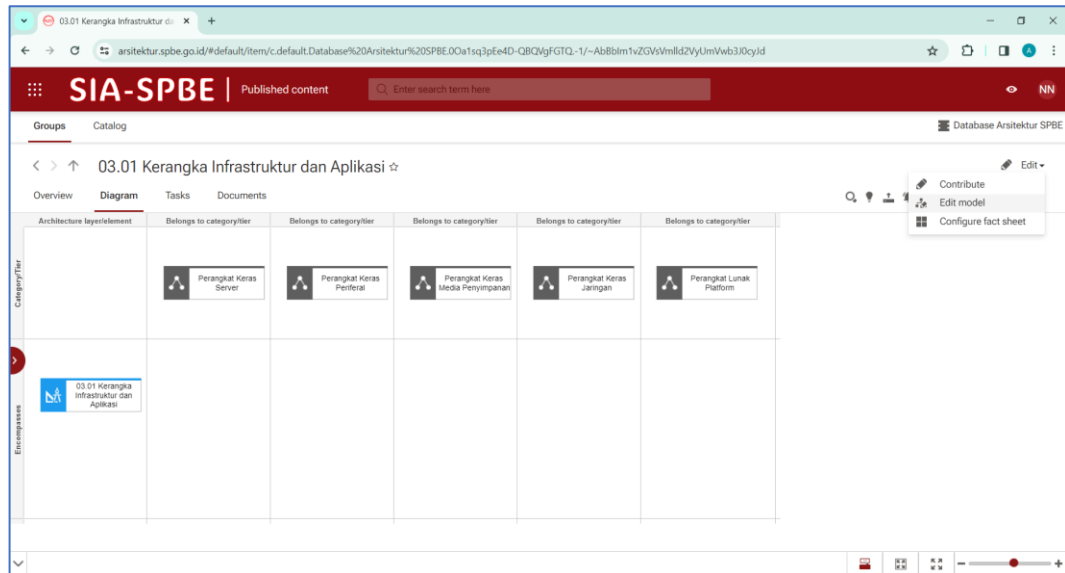 03.01 Kerangka Infrastruktur da
arsitektur.spbe.go.id/#default/item/c.default.Database%20Arsitektur%20SPBE.0Oa1sq3pEe4D-QBQVgFGTQ.-1/~AbBbIm1vZGVsVmlld2VyUmVwb3J0cyJd
A
SIA-SPBE | Published content
Enter search term here
NN
Groups Catalog
Database Arsitektur SPBE
03.01 Kerangka Infrastruktur dan Aplikasi
Edit
Overview Diagram Tasks Documents
Contribute
Edit model
Configure fact sheet
Architecture layer/element Belongs to category/tier Belongs to category/tier Belongs to category/tier Belongs to category/tier Belongs to category/tier
Category/Tier
Perangkat Keras
Server
Perangkat Keras
Periferal
Perangkat Keras
Media Penyimpanan
Perangkat Keras
Jaringan
Perangkat Lunak
Platform
Encompasses
03.01 Kerangka
Infrastruktur dan
Aplikasi